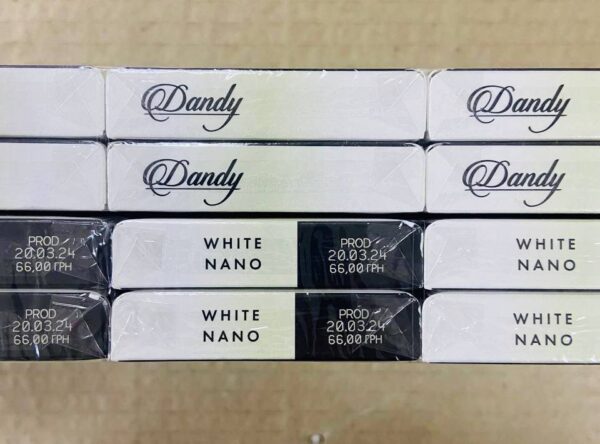 Dandy
Dandy
Dandy
Dandy
PROD
20.03.24
66,00 ГРН
WHITE
NANO
PROD
20.03.24
66,00 ГРН
WHITE
NANO
PROD
20.03.24
66,00 ГРН
WHITE
NANO
PROD
20.03.24
66,00 ГРН
WHITE
NANO